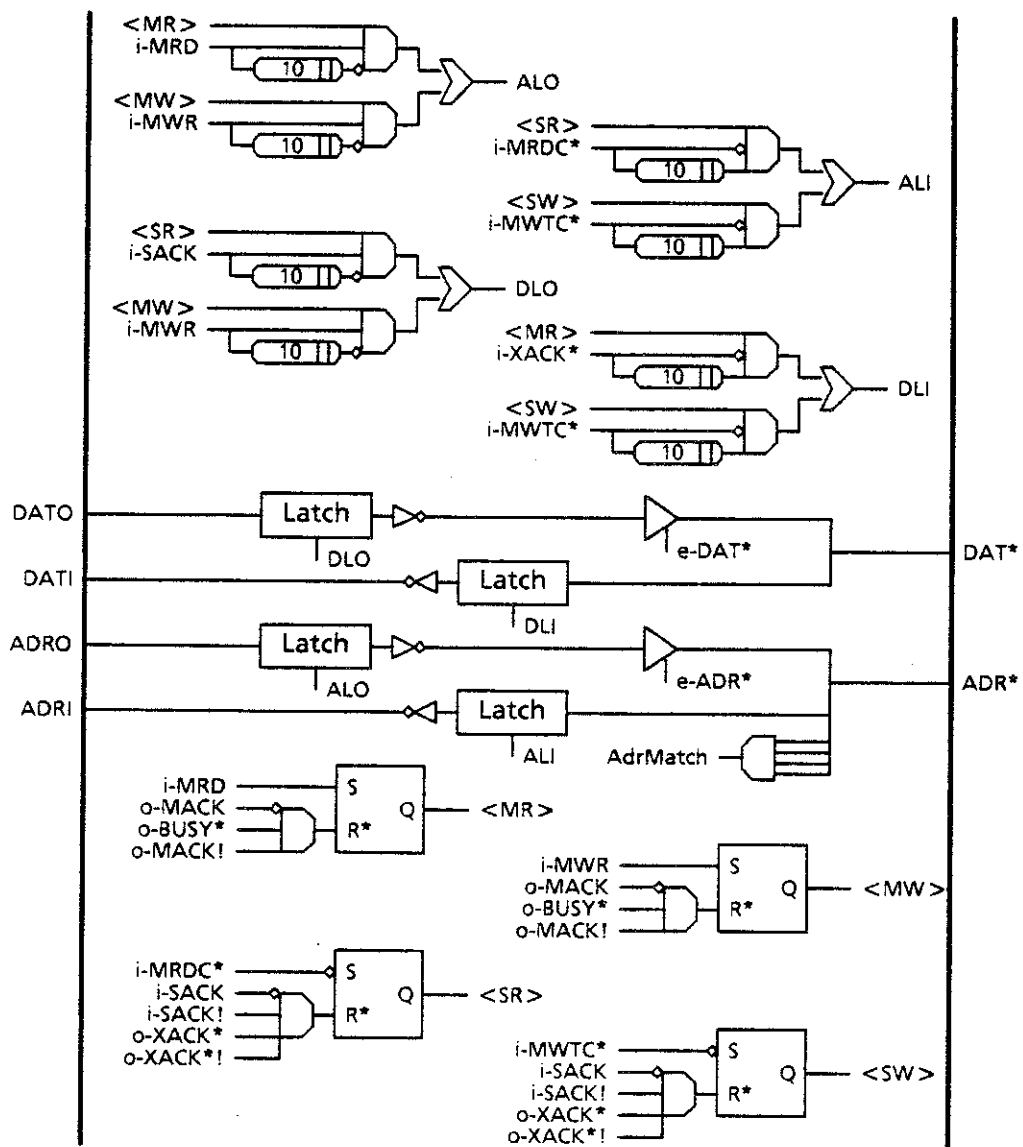 <MR>
i-MRD
10
ALO
<MW>
i-MWR
10
<SR>
i-MRDC*
10
ALI
<SW>
i-MWTC*
10
<SR>
i-SACK
10
DLO
<MW>
i-MWR
10
<MR>
i-XACK*
10
DLI
<SW>
i-MWTC*
10
DATO
Latch
DLO
e-DAT*
DAT*
DATI
Latch
DLI
ADRO
Latch
ALO
e-ADR*
ADR*
ADRI
Latch
ALI
AdrMatch
i-MRD
o-MACK
o-BUSY*
o-MACK!
S
R*
Q
<MR>
i-MWR
o-MACK
o-BUSY*
o-MACK!
S
R*
Q
<MW>
i-MRDC*
i-SACK
i-SACK!
o-XACK*
o-XACK*!
S
R*
Q
<SR>
i-MWTC*
i-SACK
i-SACK!
o-XACK*
o-XACK*!
S
R*
Q
<SW>